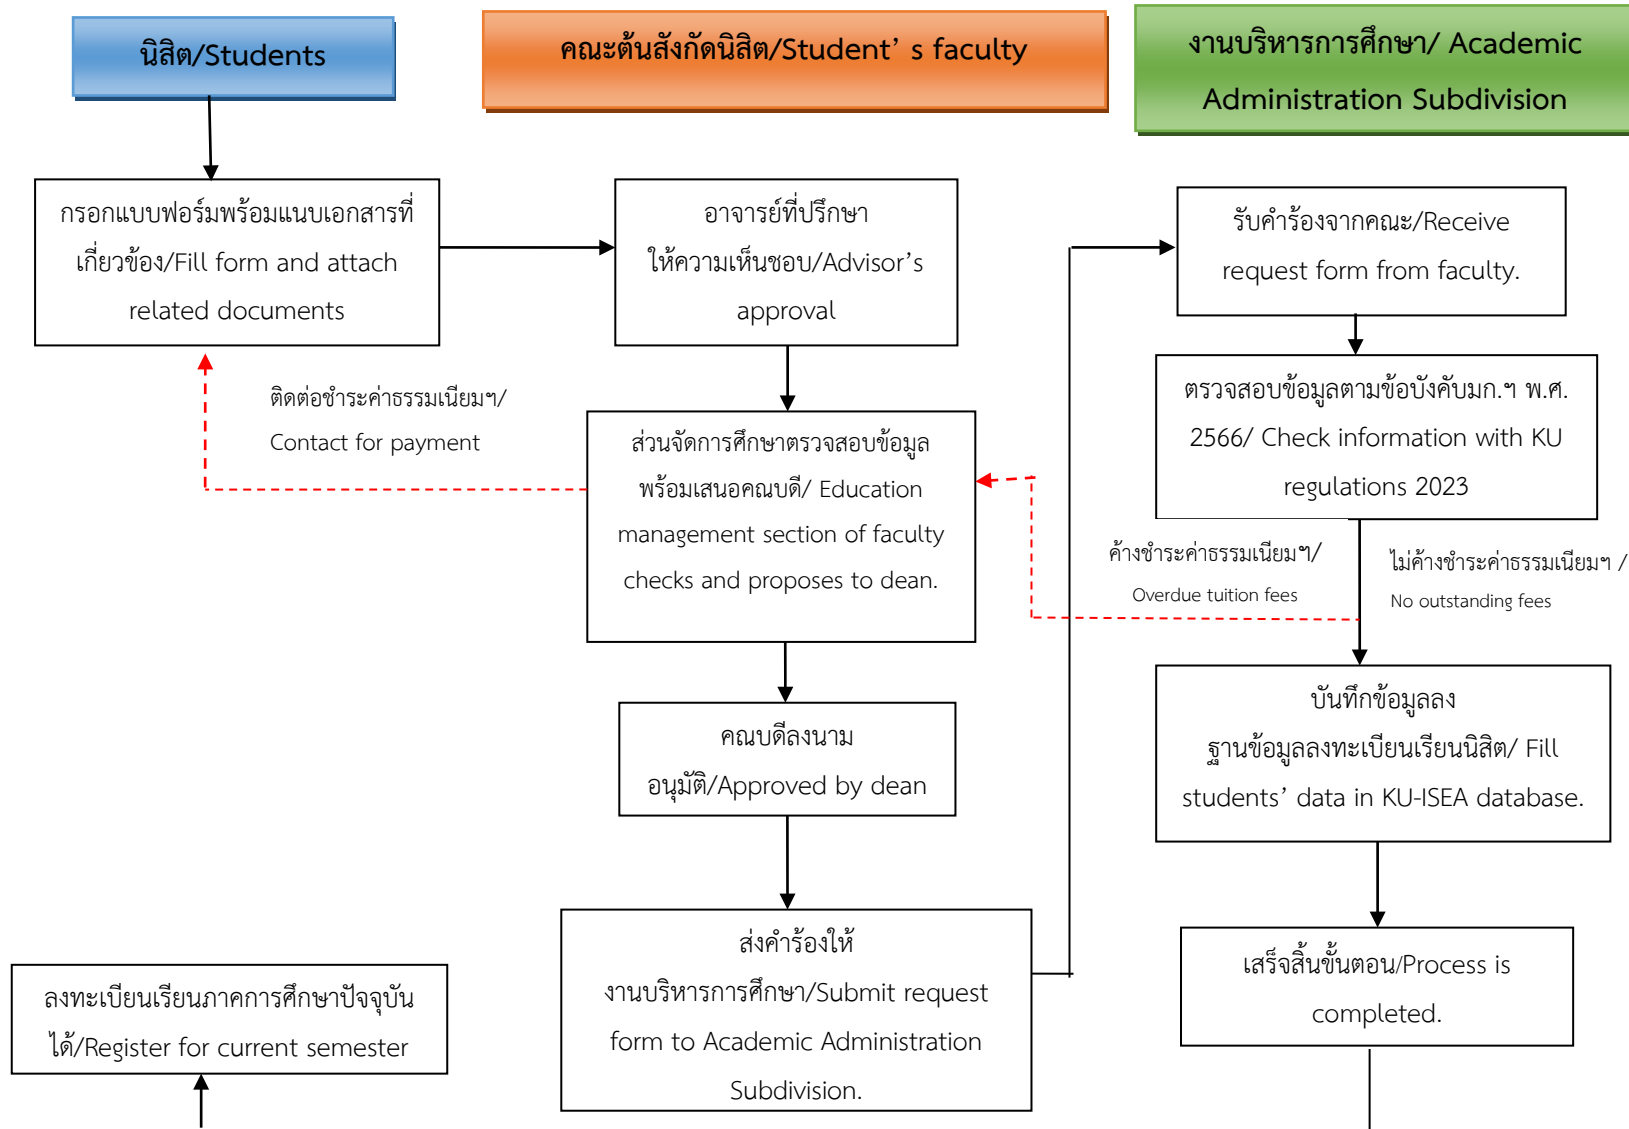 นิสิต/Students
คณะต้นสังกัดนิสิต/Student’ s faculty
งานบริหารการศึกษา/ Academic
Administration Subdivision
กรอกแบบฟอร์มพร้อมแนบเอกสารที่
เกี่ยวข้อง/Fill form and attach
related documents
อาจารย์ที่ปรึกษา
ให้ความเห็นชอบ/Advisor’s
approval
รับคำร้องจากคณะ/Receive
request form from faculty.
ติดต่อชำระค่าธรรมเนียมฯ/
Contact for payment
ส่วนจัดการศึกษาตรวจสอบข้อมูล
พร้อมเสนอคณบดี/ Education
management section of faculty
checks and proposes to dean.
ตรวจสอบข้อมูลตามข้อบังคับมก.ฯ พ.ศ.
2566/ Check information with KU
regulations 2023
ค้างชำระค่าธรรมเนียมฯ/
Overdue tuition fees
ไม่ค้างชำระค่าธรรมเนียมฯ /
No outstanding fees
คณบดีลงนาม
อนุมัติ/Approved by dean
บันทึกข้อมูลลง
ฐานข้อมูลลงทะเบียนเรียนนิสิต/ Fill
students’ data in KU-ISEA database.
ส่งคำร้องให้
งานบริหารการศึกษา/Submit request
form to Academic Administration
Subdivision.
เสร็จสิ้นขั้นตอน/Process is
completed.
ลงทะเบียนเรียนภาคการศึกษาปัจจุบัน
ได้/Register for current semester